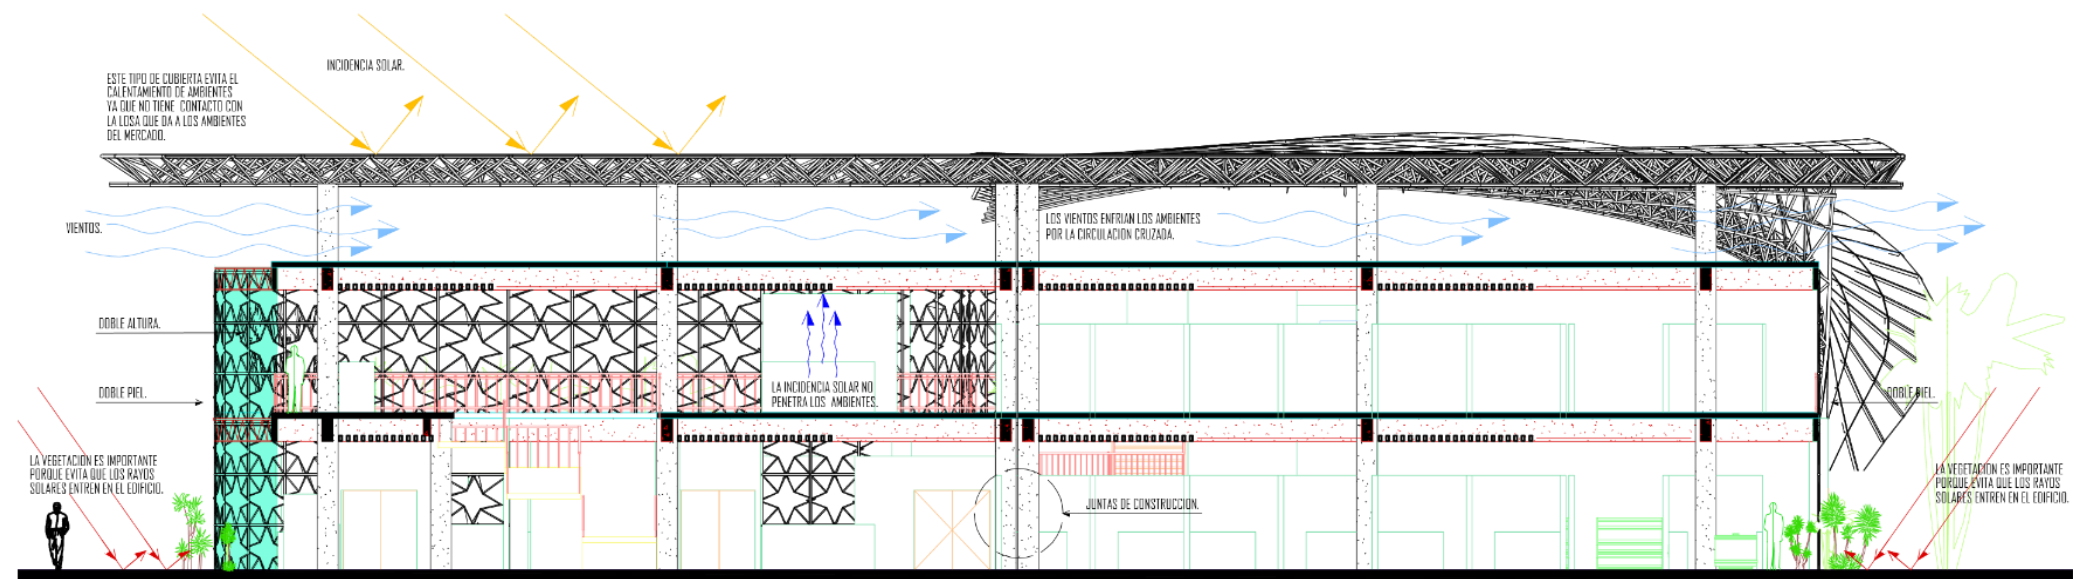 INCIDENCIA SOLAR.
ESTE TIPO DE CUBIERTA EVITA EL
CALENTAMIENTO DE AMBIENTES
YA QUE NO TIENE CONTACTO CON
LA LOSA QUE DA A LOS AMBIENTES
DEL MERCADO.
VIENTOS.
LOS VIENTOS ENFRIAN LOS AMBIENTES
POR LA CIRCULACION CRUZADA.
DOBLE ALTURA.
DOBLE PIEL.
LA INCIDENCIA SOLAR NO
PENETRA LOS AMBIENTES.
DOBLE PIEL.
LA VEGETACION ES IMPORTANTE
PORQUE EVITA QUE LOS RAYOS
SOLARES ENTREN EN EL EDIFICIO.
JUNTAS DE CONSTRUCCION.
LA VEGETACION ES IMPORTANTE
PORQUE EVITA QUE LOS RAYOS
SOLARES ENTREN EN EL EDIFICIO.